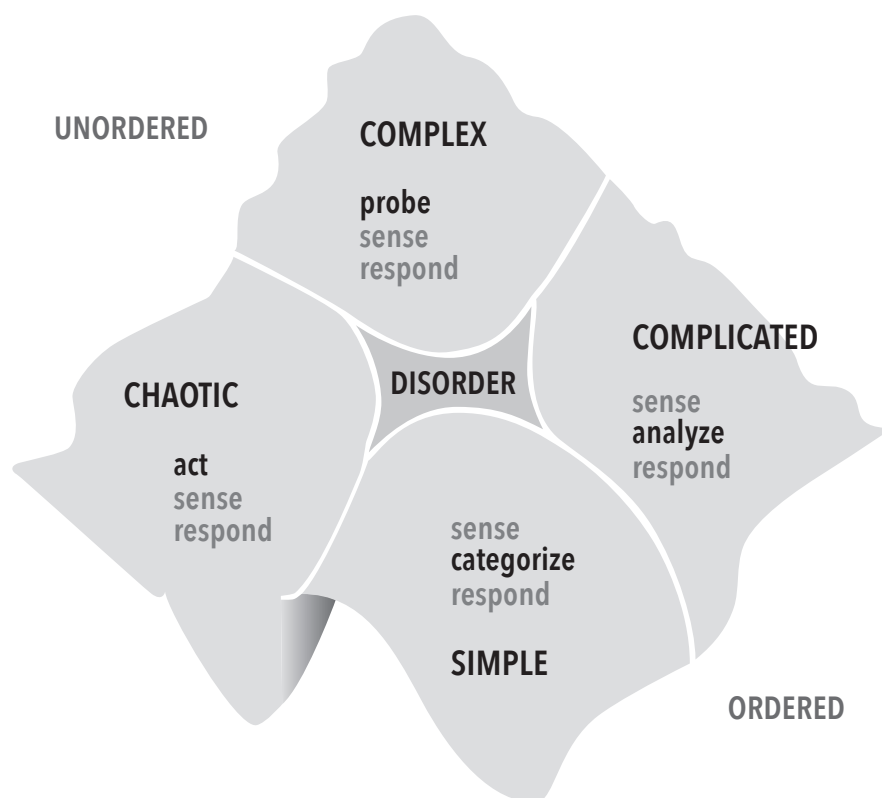 UNORDERED
COMPLEX
probe
sense
respond
COMPLICATED
sense
analyze
respond
DISORDER
CHAOTIC
act
sense
respond
sense
categorize
respond
SIMPLE
ORDERED